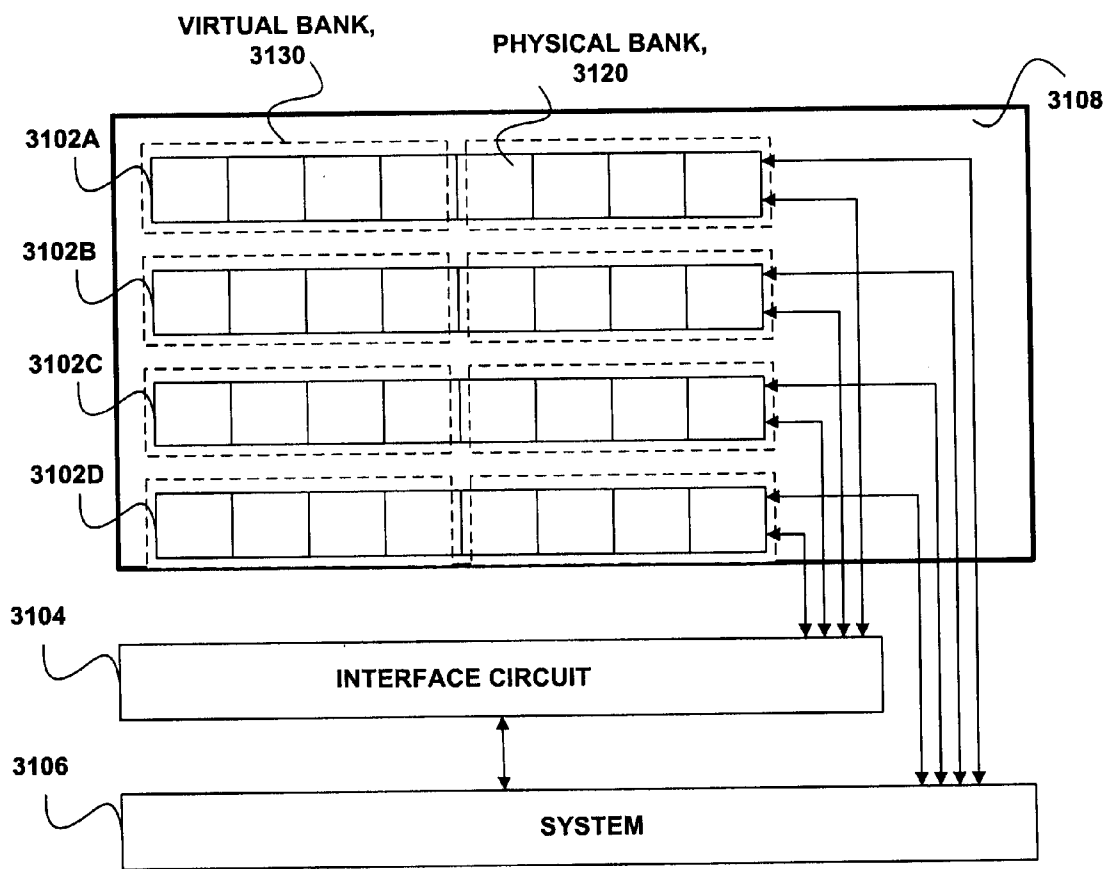 VIRTUAL BANK,
3130
PHYSICAL BANK,
3120
3108
3102A
3102B
3102C
3102D
3104
INTERFACE CIRCUIT
3106
SYSTEM